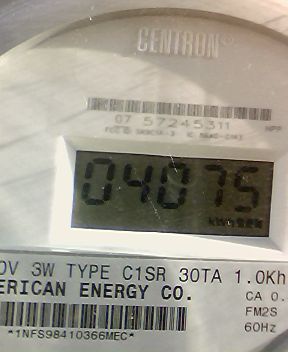 CENTRON®
07 57245311
04075
kWh
0V 3W TYPE C1SR 30TA 1.0Kh
ERICAN ENERGY CO.
CA 0.
FM2S
60Hz
*1NFS98410366MEC*